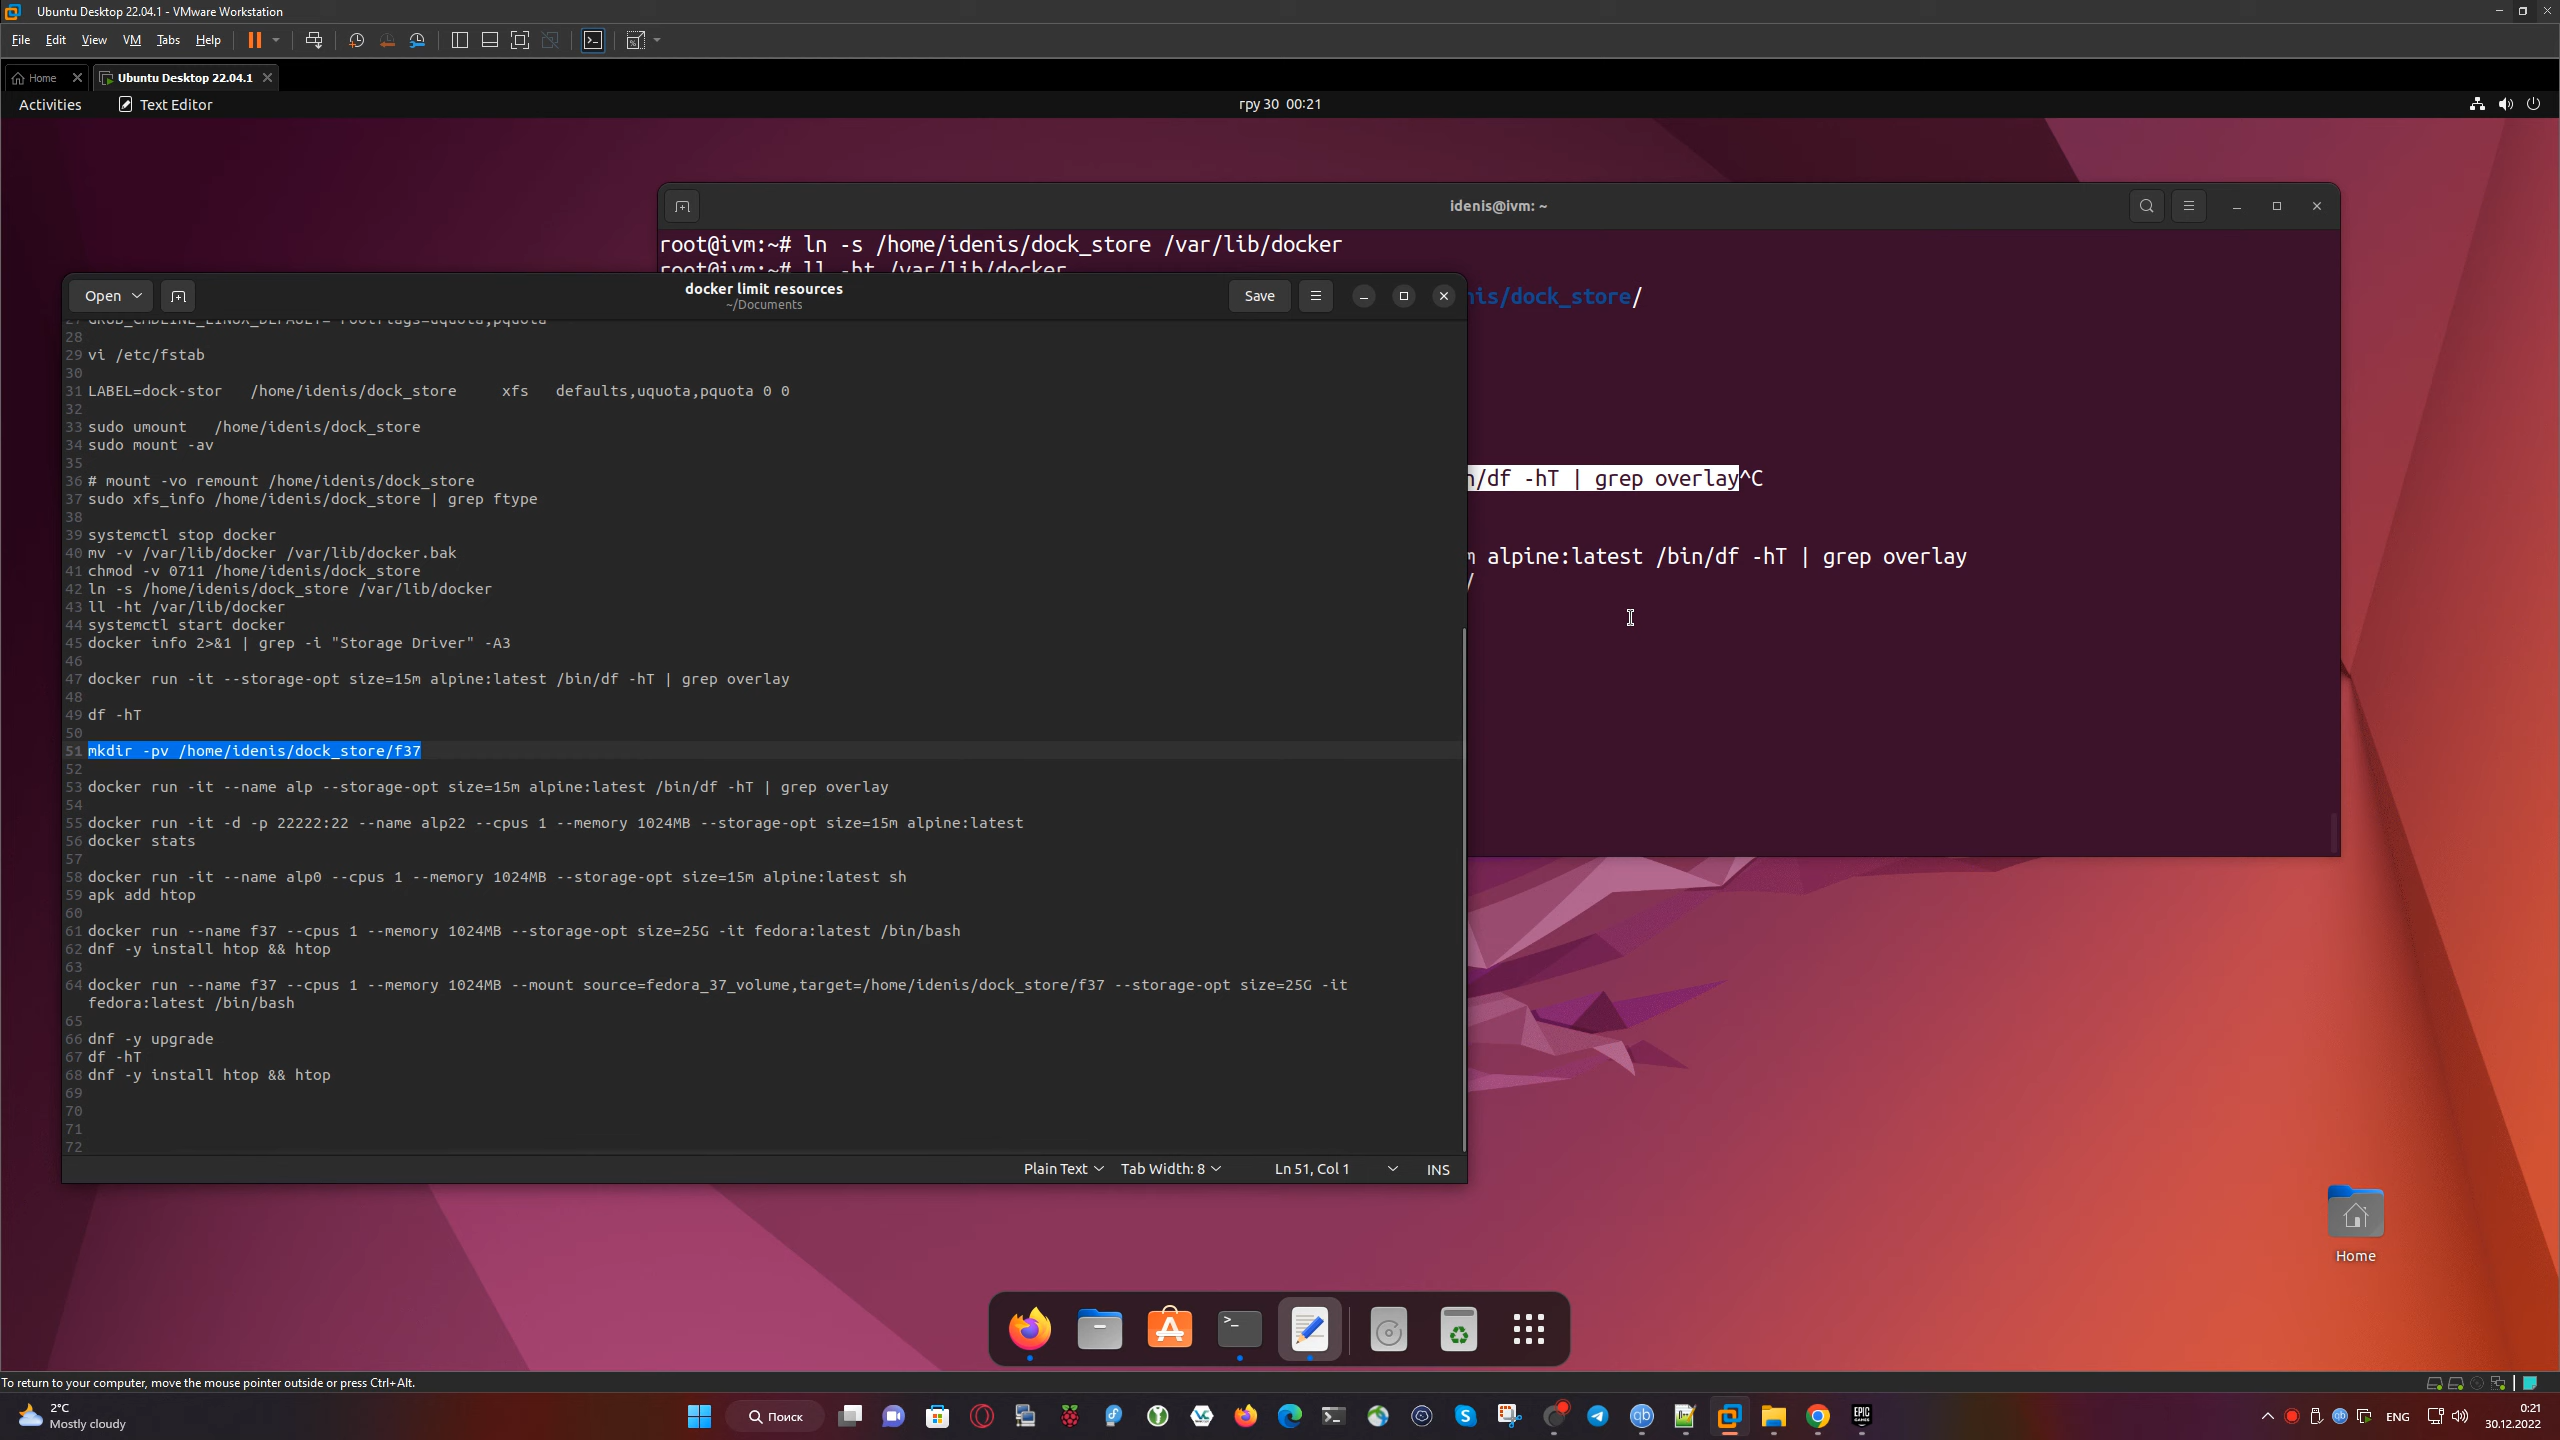 Ubuntu Desktop 22.04.1 - VMware Workstation
File Edit View VM Tabs Help
Home
Ubuntu Desktop 22.04.1
Activities
Text Editor
гру 30 00:21
idenis@ivm: ~
root@ivm:~# ln -s /home/idenis/dock_store /var/lib/docker
root@ivm:~# ll -ht /var/lib/docker
nis/dock_store/
n/df -hT | grep overlay^C
m alpine:latest /bin/df -hT | grep overlay
/
Open
docker limit resources
~/Documents
Save
27 GRUB_CMDLINE_LINUX_DEFAULT="rootflags=uquota,pquota"
28
29 vi /etc/fstab
30
31 LABEL=dock-stor /home/idenis/dock_store xfs defaults,uquota,pquota 0 0
32
33 sudo umount /home/idenis/dock_store
34 sudo mount -av
35
36 # mount -vo remount /home/idenis/dock_store
37 sudo xfs_info /home/idenis/dock_store | grep ftype
38
39 systemctl stop docker
40 mv -v /var/lib/docker /var/lib/docker.bak
41 chmod -v 0711 /home/idenis/dock_store
42 ln -s /home/idenis/dock_store /var/lib/docker
43 ll -ht /var/lib/docker
44 systemctl start docker
45 docker info 2>&1 | grep -i "Storage Driver" -A3
46
47 docker run -it --storage-opt size=15m alpine:latest /bin/df -hT | grep overlay
48
49 df -hT
50
51 mkdir -pv /home/idenis/dock_store/f37
52
53 docker run -it --name alp --storage-opt size=15m alpine:latest /bin/df -hT | grep overlay
54
55 docker run -it -d -p 22222:22 --name alp22 --cpus 1 --memory 1024MB --storage-opt size=15m alpine:latest
56 docker stats
57
58 docker run -it --name alp0 --cpus 1 --memory 1024MB --storage-opt size=15m alpine:latest sh
59 apk add htop
60
61 docker run --name f37 --cpus 1 --memory 1024MB --storage-opt size=25G -it fedora:latest /bin/bash
62 dnf -y install htop && htop
63
64 docker run --name f37 --cpus 1 --memory 1024MB --mount source=fedora_37_volume,target=/home/idenis/dock_store/f37 --storage-opt size=25G -it
fedora:latest /bin/bash
65
66 dnf -y upgrade
67 df -hT
68 dnf -y install htop && htop
69
70
71
72
Plain Text
Tab Width: 8
Ln 51, Col 1
INS
Home
To return to your computer, move the mouse pointer outside or press Ctrl+Alt.
2°C
Mostly cloudy
Поиск
ENG
0:21
30.12.2022